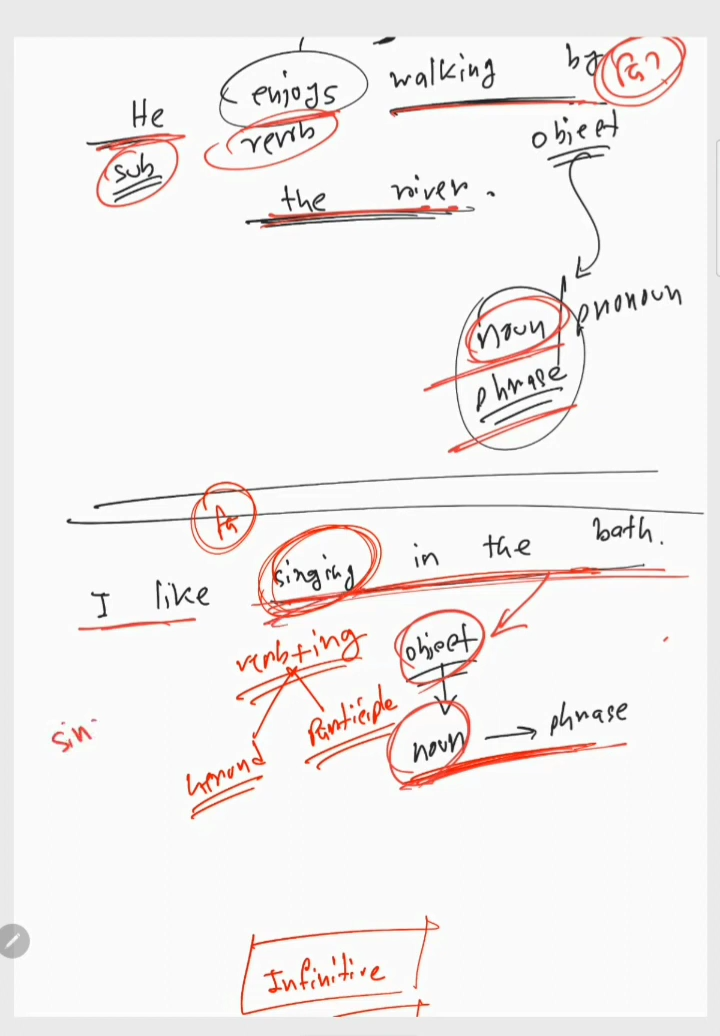 He enjoys walking by
sub verb object
the river.
noun pronoun
phrase
I like singing in the bath.
verb+ing object
Participle
noun → phrase
sin
Gerund
Infinitive